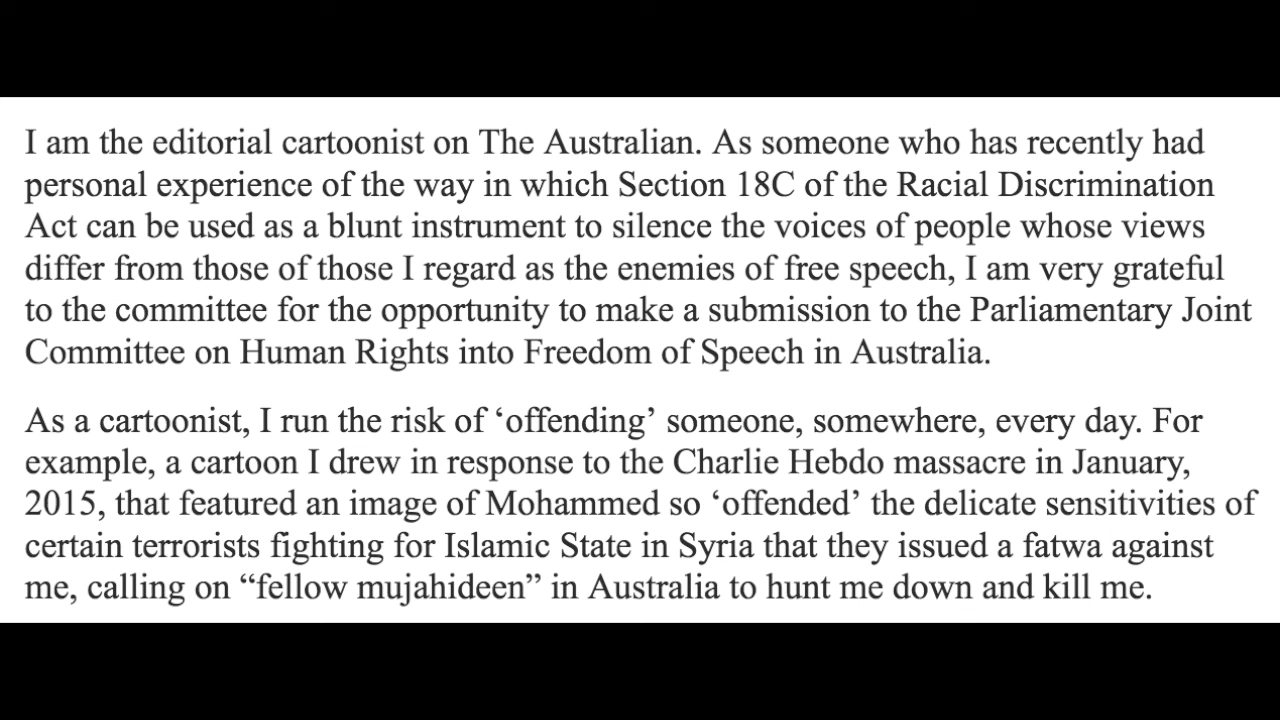 I am the editorial cartoonist on The Australian. As someone who has recently had
personal experience of the way in which Section 18C of the Racial Discrimination
Act can be used as a blunt instrument to silence the voices of people whose views
differ from those of those I regard as the enemies of free speech, I am very grateful
to the committee for the opportunity to make a submission to the Parliamentary Joint
Committee on Human Rights into Freedom of Speech in Australia.
As a cartoonist, I run the risk of ‘offending’ someone, somewhere, every day. For
example, a cartoon I drew in response to the Charlie Hebdo massacre in January,
2015, that featured an image of Mohammed so ‘offended’ the delicate sensitivities of
certain terrorists fighting for Islamic State in Syria that they issued a fatwa against
me, calling on “fellow mujahideen” in Australia to hunt me down and kill me.